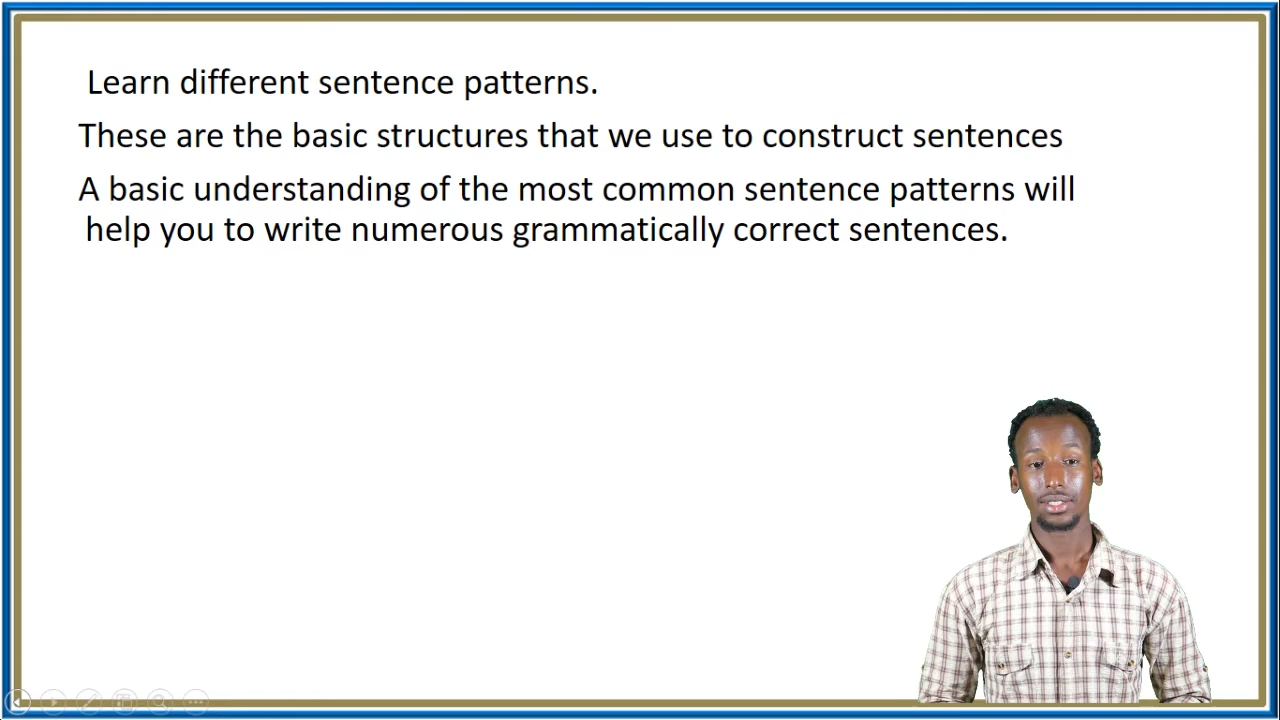 Learn different sentence patterns.
These are the basic structures that we use to construct sentences
A basic understanding of the most common sentence patterns will
help you to write numerous grammatically correct sentences.